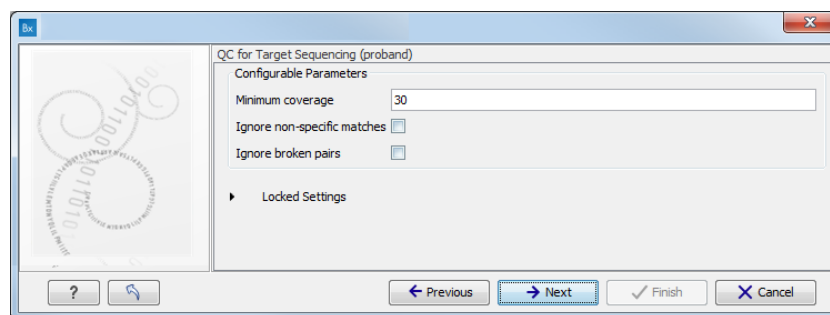 Bx
QC for Target Sequencing (proband)
Configurable Parameters
Minimum coverage 30
Ignore non-specific matches
Ignore broken pairs
Locked Settings
? Previous Next Finish Cancel